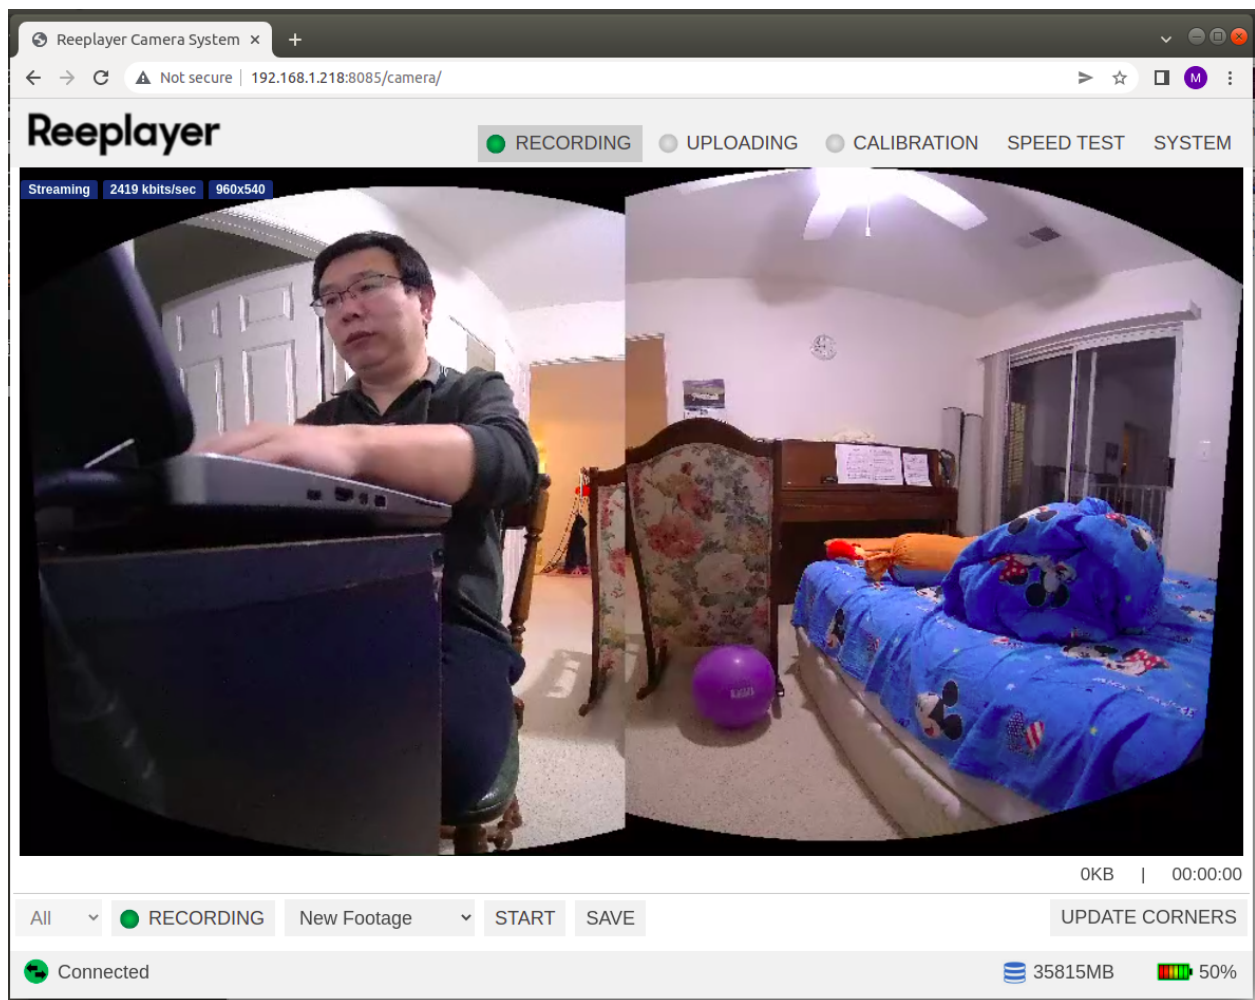 Reeplayer Camera System
Not secure | 192.168.1.218:8085/camera/
M
Reeplayer
RECORDING UPLOADING CALIBRATION SPEED TEST SYSTEM
Streaming 2419 kbits/sec 960x540
0KB | 00:00:00
All RECORDING New Footage START SAVE UPDATE CORNERS
Connected 35815MB 50%